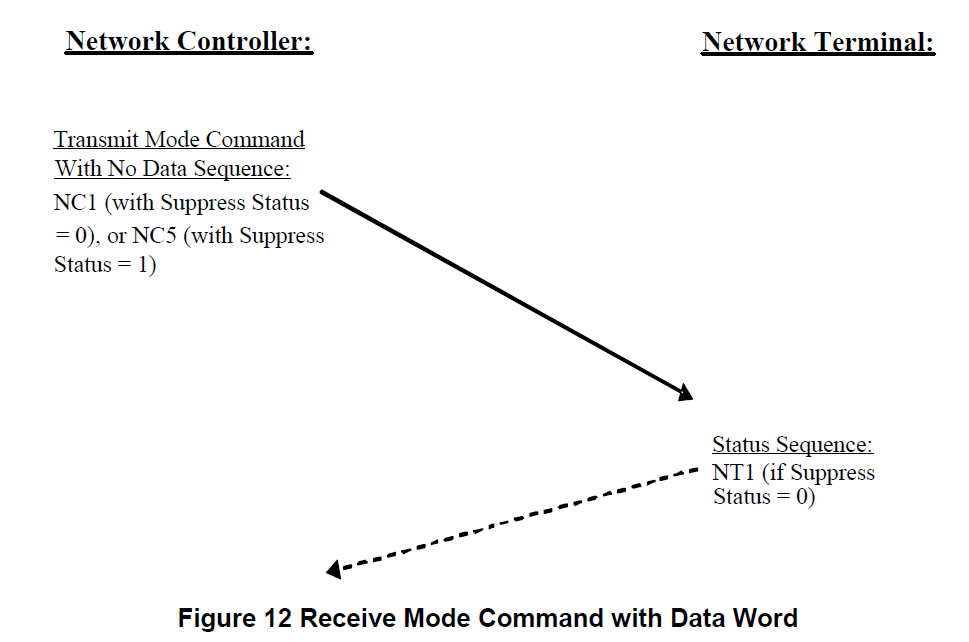 Network Controller:
Network Terminal:
Transmit Mode Command
With No Data Sequence:
NC1 (with Suppress Status
= 0), or NC5 (with Suppress
Status = 1)
Status Sequence:
NT1 (if Suppress
Status = 0)
Figure 12 Receive Mode Command with Data Word